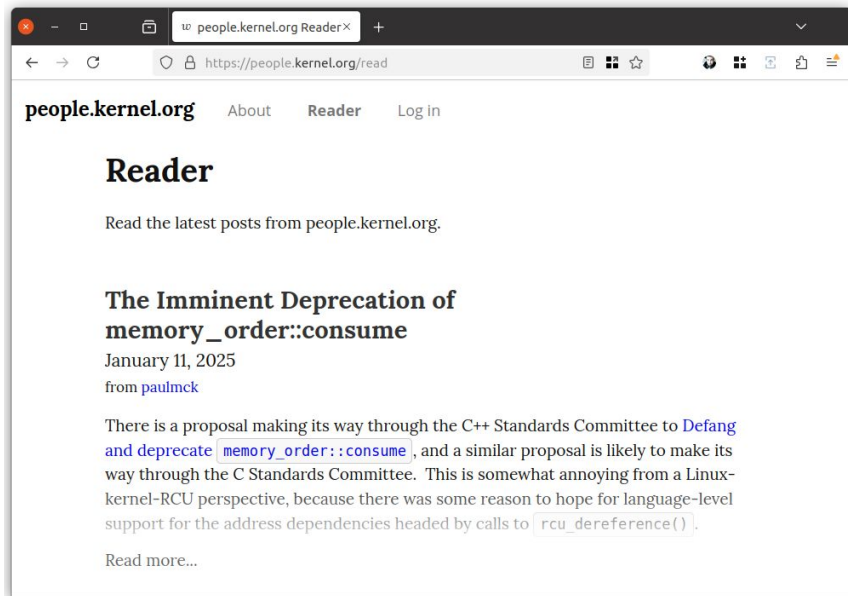 people.kernel.org Reader
https://people.kernel.org/read
people.kernel.org About Reader Log in
Reader
Read the latest posts from people.kernel.org.
The Imminent Deprecation of
memory_order::consume
January 11, 2025
from paulmck
There is a proposal making its way through the C++ Standards Committee to Defang
and deprecate memory_order::consume, and a similar proposal is likely to make its
way through the C Standards Committee. This is somewhat annoying from a Linux-
kernel-RCU perspective, because there was some reason to hope for language-level
support for the address dependencies headed by calls to rcu_dereference().
Read more...